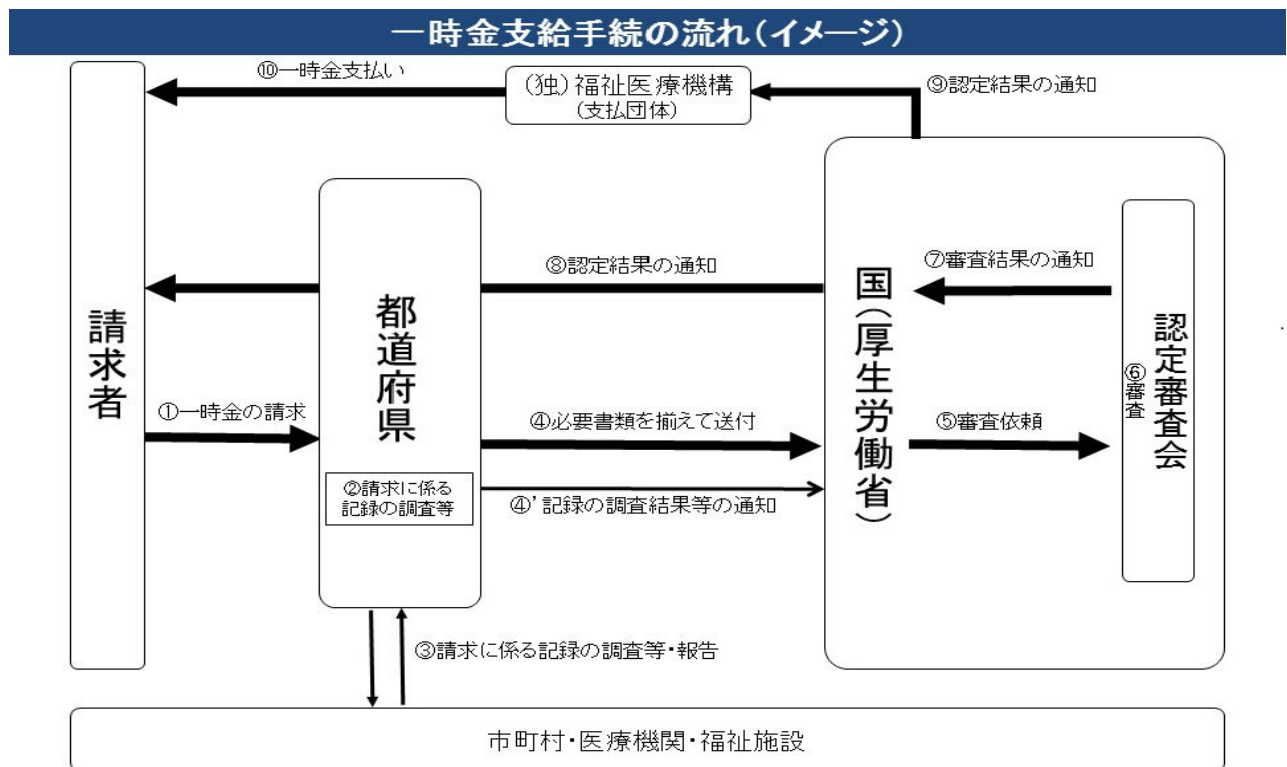 一時金支給手続の流れ(イメージ)
⑩一時金支払い
(独)福祉医療機構
(支払団体)
⑨認定結果の通知
請求者
都道府県
⑧認定結果の通知
国(厚生労働省)
⑦審査結果の通知
認定審査会
⑥審査
①一時金の請求
④必要書類を揃えて送付
⑤審査依頼
②請求に係る
記録の調査等
④’記録の調査結果等の通知
③請求に係る記録の調査等・報告
市町村・医療機関・福祉施設